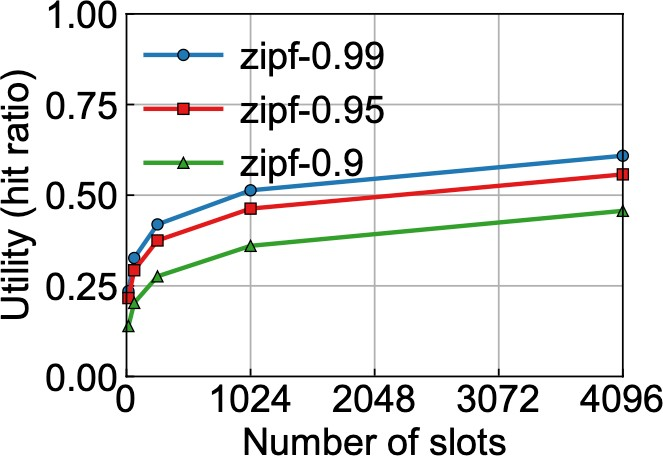 Utility (hit ratio)
1.00
0.75
0.50
0.25
0.00
zipf-0.99
zipf-0.95
zipf-0.9
0 1024 2048 3072 4096
Number of slots